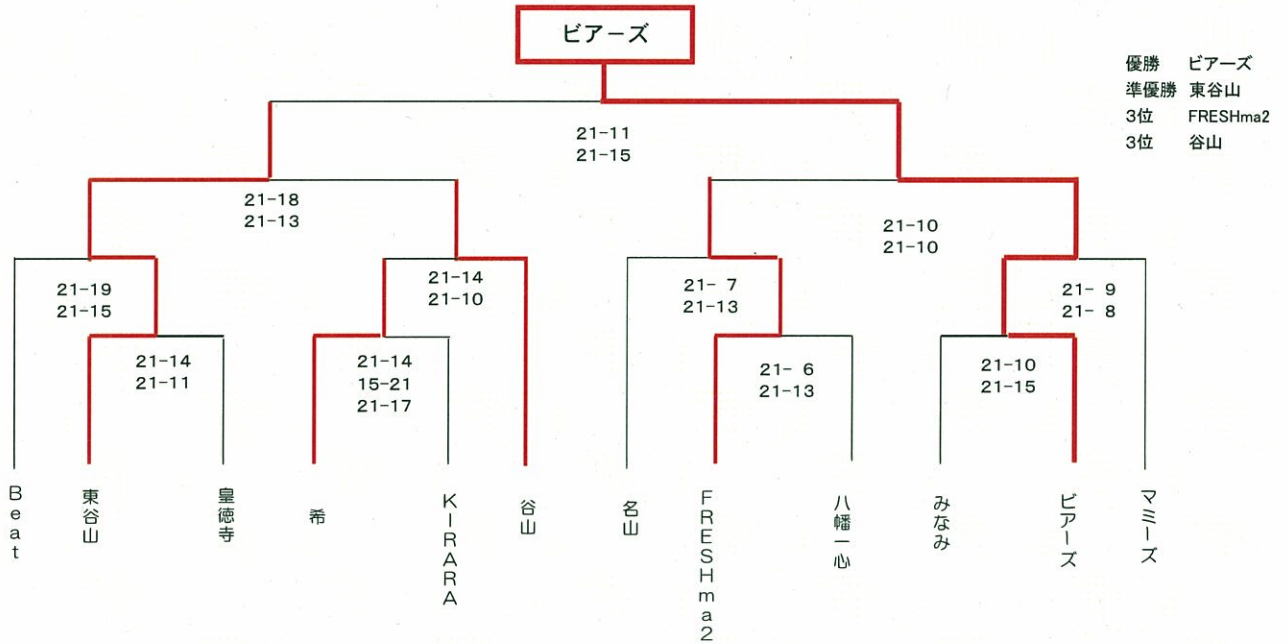 ビアーズ
優勝 ビアーズ
準優勝 東谷山
3位 FRESHma2
3位 谷山
21-11
21-15
21-18
21-13
21-10
21-10
21-19
21-15
21-14
21-10
21- 7
21-13
21- 9
21- 8
21-14
21-11
21-14
15-21
21-17
21- 6
21-13
21-10
21-15
Beat
東谷山
皇徳寺
希
KIRARA
谷山
名山
FRESHma2
八幡一心
みなみ
ビアーズ
マミーズ